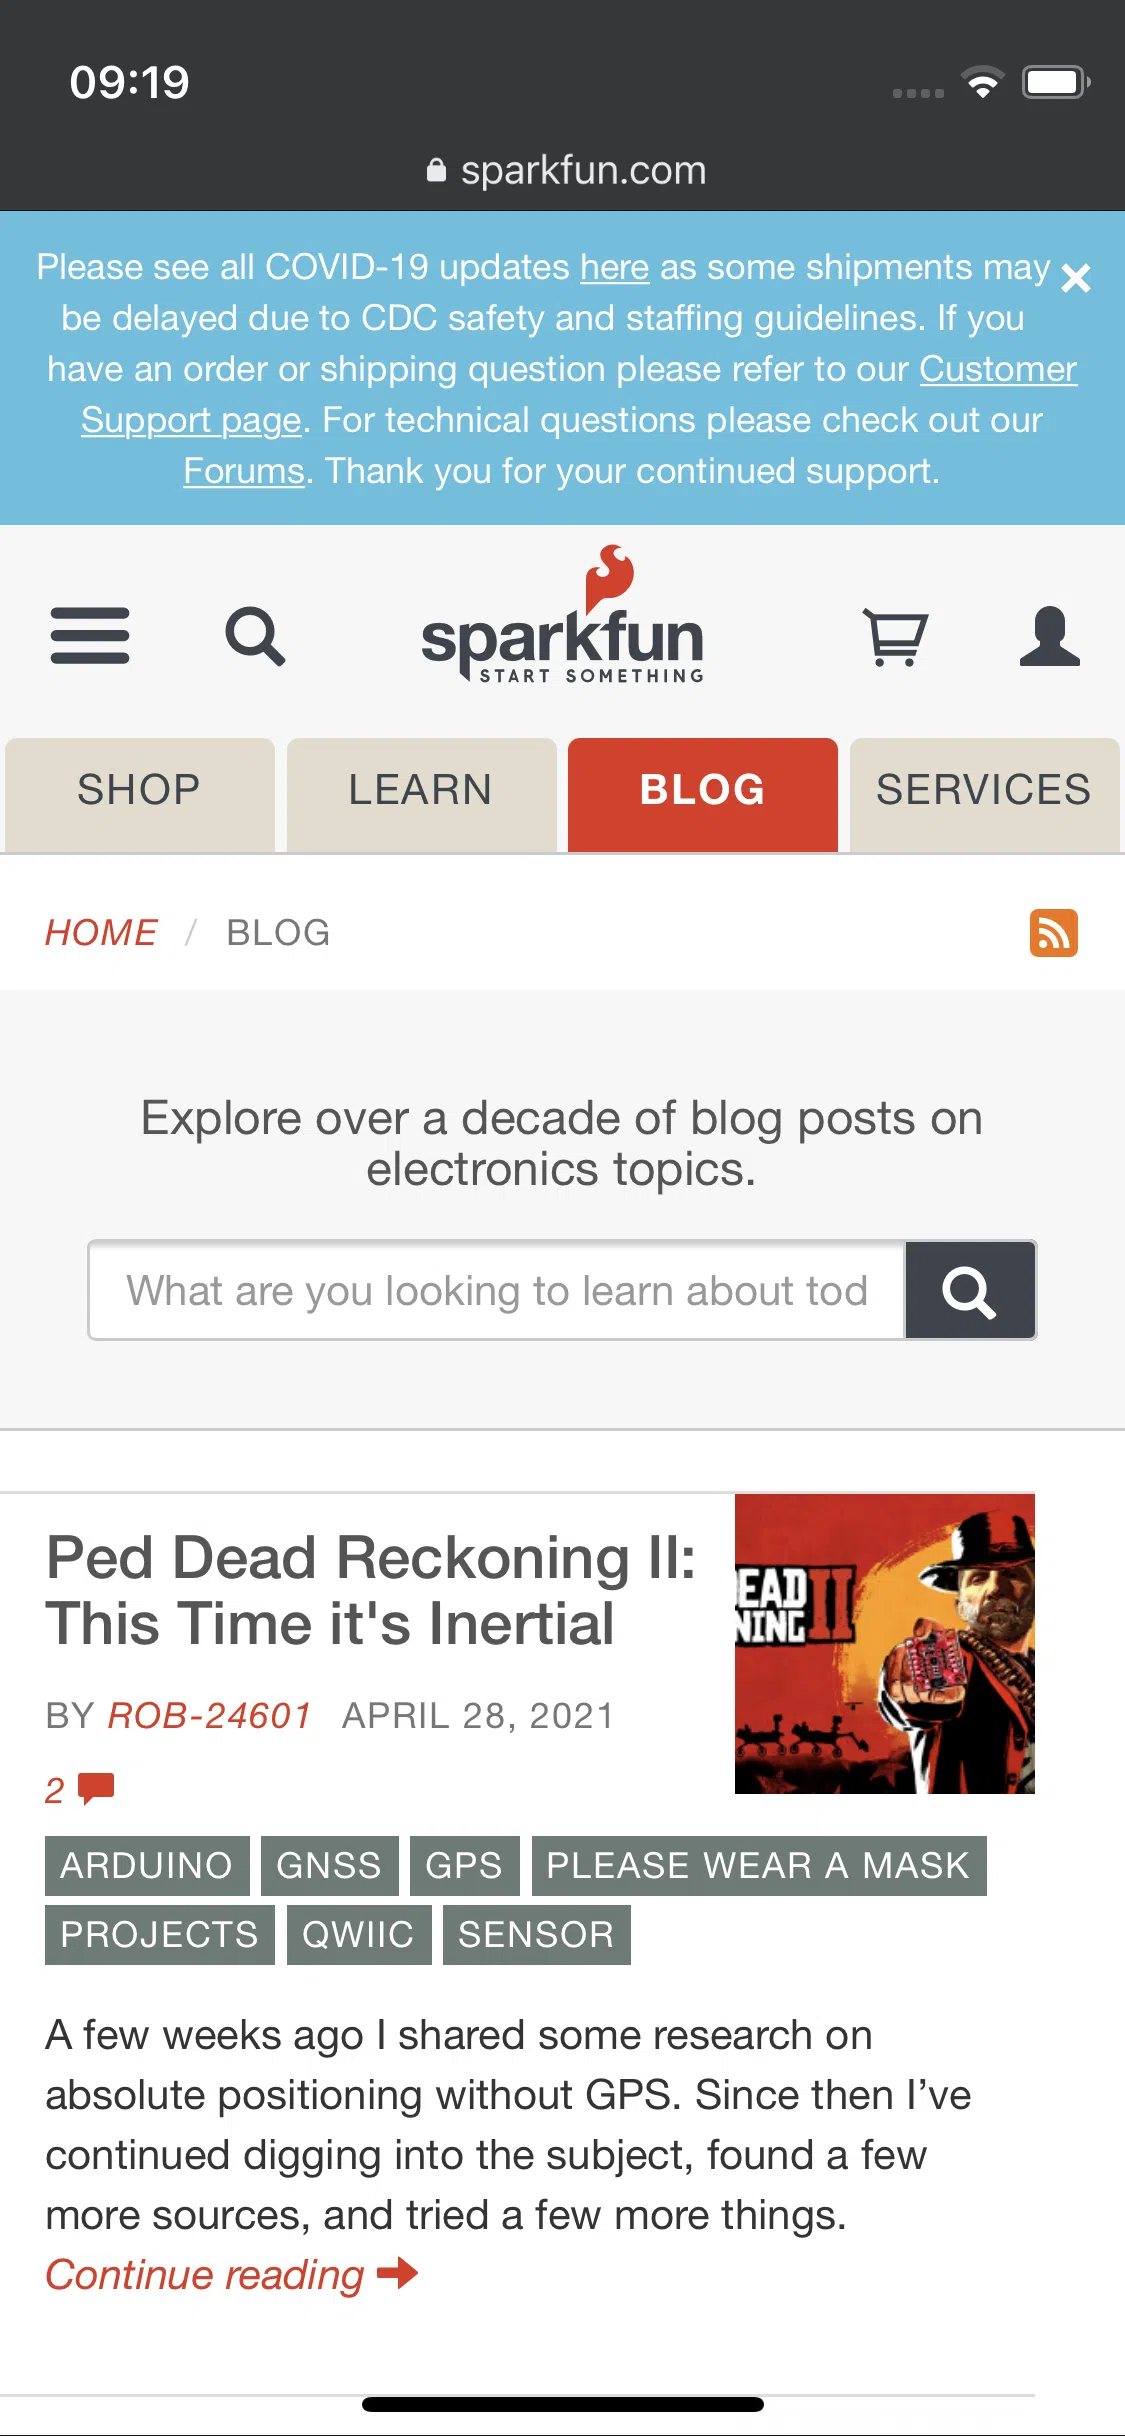 09:19
sparkfun.com
Please see all COVID-19 updates here as some shipments may
be delayed due to CDC safety and staffing guidelines. If you
have an order or shipping question please refer to our Customer
Support page. For technical questions please check out our
Forums. Thank you for your continued support.
sparkfun
START SOMETHING
SHOP
LEARN
BLOG
SERVICES
HOME / BLOG
Explore over a decade of blog posts on
electronics topics.
What are you looking to learn about tod
Ped Dead Reckoning II:
This Time it's Inertial
EAD
NING II
BY ROB-24601 APRIL 28, 2021
2
ARDUINO GNSS GPS PLEASE WEAR A MASK
PROJECTS QWIIC SENSOR
A few weeks ago I shared some research on
absolute positioning without GPS. Since then I’ve
continued digging into the subject, found a few
more sources, and tried a few more things.
Continue reading